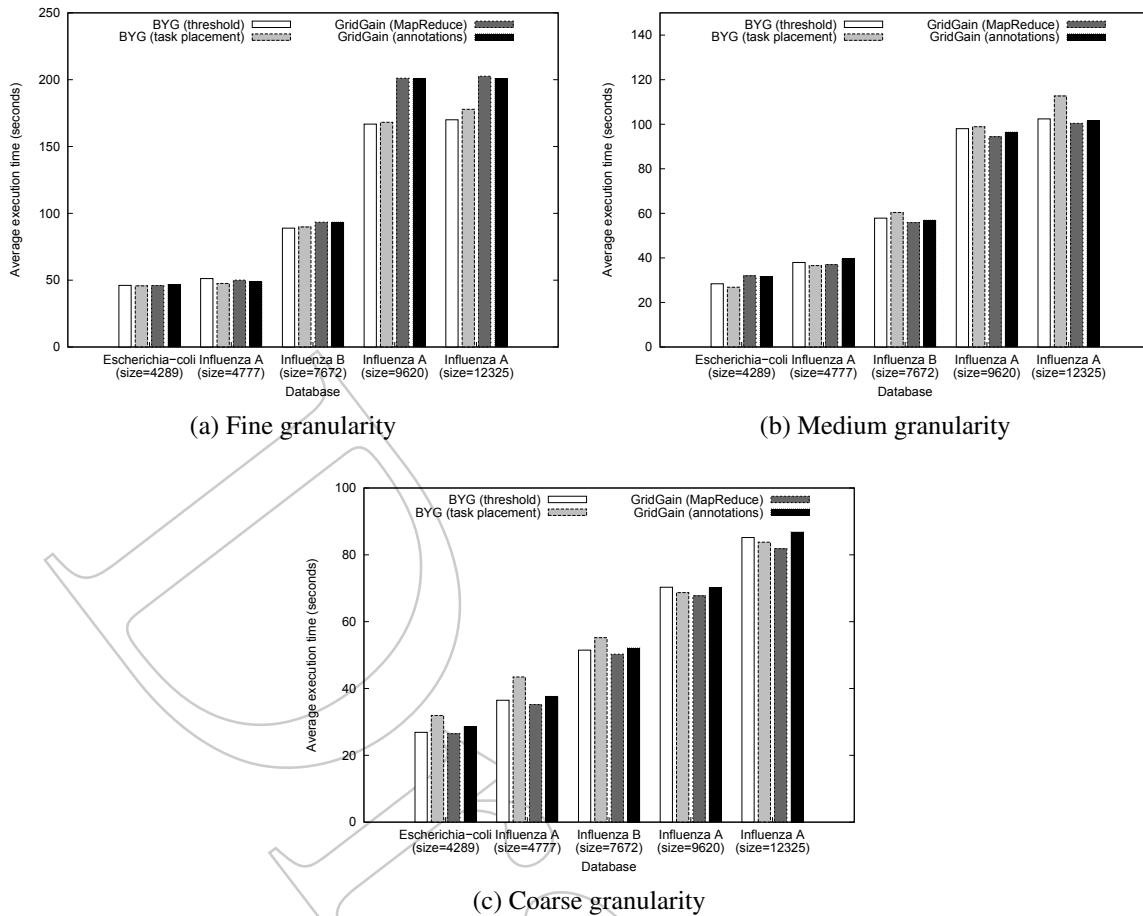 BYG (threshold)
BYG (task placement)
GridGain (MapReduce)
GridGain (annotations)
Average execution time (seconds)
250
200
150
100
50
0
Escherichia-coli (size=4289)
Influenza A (size=4777)
Influenza B (size=7672)
Influenza A (size=9620)
Influenza A (size=12325)
Database
(a) Fine granularity
BYG (threshold)
BYG (task placement)
GridGain (MapReduce)
GridGain (annotations)
Average execution time (seconds)
140
120
100
80
60
40
20
0
Escherichia-coli (size=4289)
Influenza A (size=4777)
Influenza B (size=7672)
Influenza A (size=9620)
Influenza A (size=12325)
Database
(b) Medium granularity
BYG (threshold)
BYG (task placement)
GridGain (MapReduce)
GridGain (annotations)
Average execution time (seconds)
100
80
60
40
20
0
Escherichia-coli (size=4289)
Influenza A (size=4777)
Influenza B (size=7672)
Influenza A (size=9620)
Influenza A (size=12325)
Database
(c) Coarse granularity